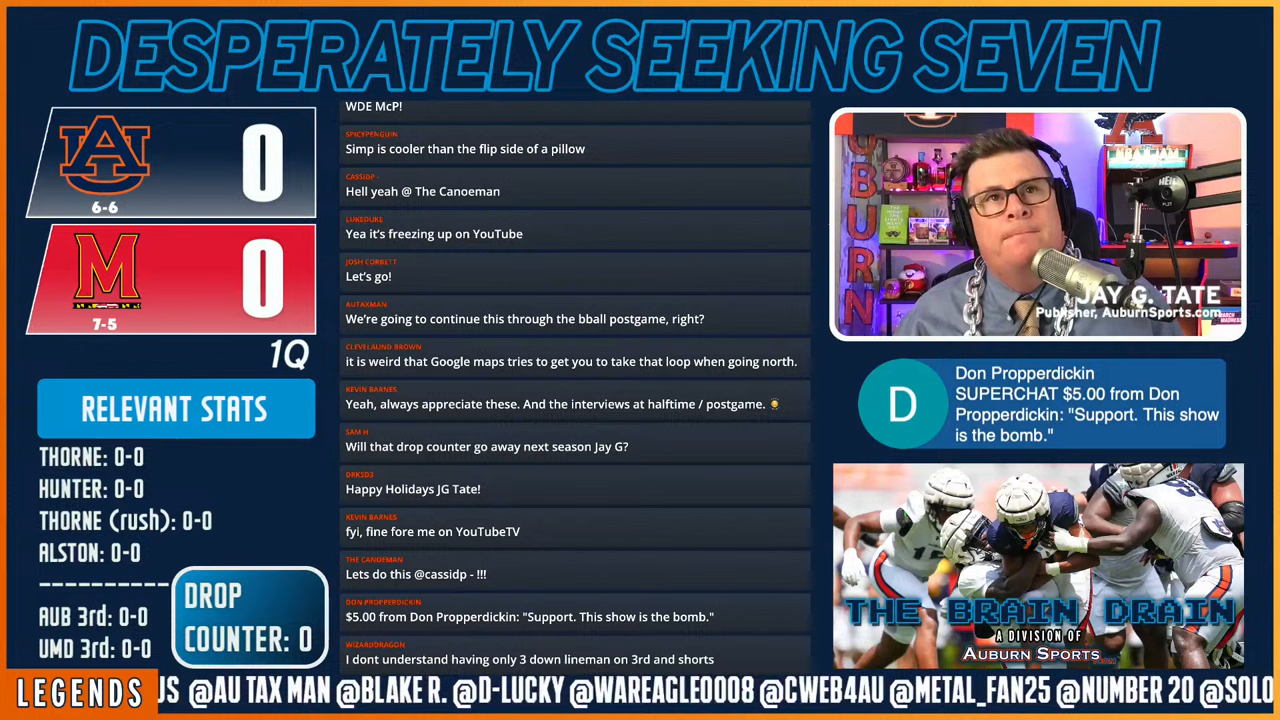 DESPERATELY SEEKING SEVEN
0
6-6
M
0
7-5
1Q
RELEVANT STATS
THORNE: 0-0
HUNTER: 0-0
THORNE (rush): 0-0
ALSTON: 0-0
----------
AUB 3rd: 0-0
UMD 3rd: 0-0
DROP
COUNTER: 0
WDE McP!
SPICYPENGUIN
Simp is cooler than the flip side of a pillow
CASSIDP -
Hell yeah @ The Canoeman
LUKEDUKE
Yea it's freezing up on YouTube
JOSH CORBETT
Let's go!
AUTAXMAN
We're going to continue this through the bball postgame, right?
CLEVELAUND BROWN
it is weird that Google maps tries to get you to take that loop when going north.
KEVIN BARNES
Yeah, always appreciate these. And the interviews at halftime / postgame.
SAM H
Will that drop counter go away next season Jay G?
DRKSD3
Happy Holidays JG Tate!
KEVIN BARNES
fyi, fine fore me on YouTubeTV
THE CANOEMAN
Lets do this @cassidp - !!!
DON PROPPERDICKIN
$5.00 from Don Propperdickin: "Support. This show is the bomb."
WIZARDDRAGON
I dont understand having only 3 down lineman on 3rd and shorts
UBURN
NBA JAM
HEIL
JAY G. TATE
Publisher, AuburnSports.com
D
Don Propperdickin
SUPERCHAT $5.00 from Don
Propperdickin: "Support. This show
is the bomb."
THE BRAIN DRAIN
A DIVISION OF
AUBURN SPORTS
LEGENDS
US @AU TAX MAN @BLAKE R. @D-LUCKY @WAREAGLE0008 @CWEB4AU @METAL_FAN25 @NUMBER 20 @SOLO